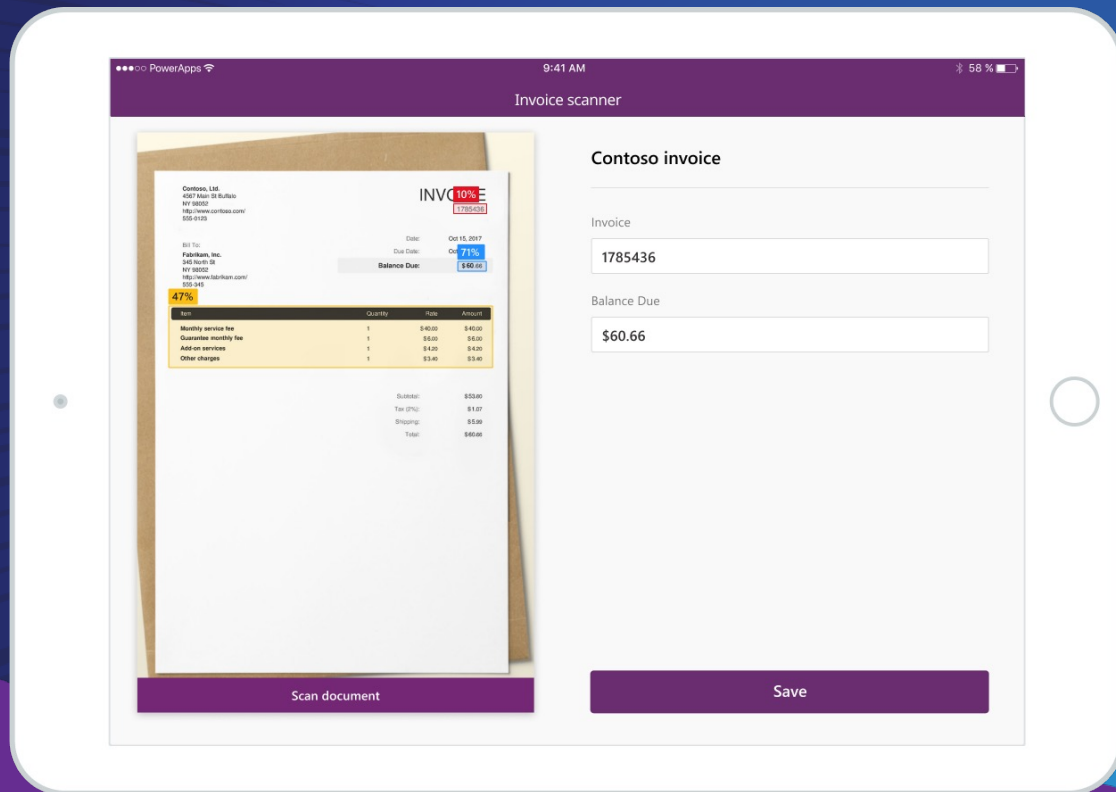 PowerApps
9:41 AM
58 %
Invoice scanner
Contoso, Ltd.
4567 Main St Buffalo
NY 98052
http://www.contoso.com/
555-0123
INV E
10%
1785436
Bill To:
Fabrikam, Inc.
345 North St
NY 98052
http://www.fabrikam.com/
555-345
Date: Oct 15, 2017
Due Date: Oct
71%
Balance Due: $60.66
47%
Item Quantity Rate Amount
Monthly service fee 1 $40.00 $40.00
Guarantee monthly fee 1 $6.00 $6.00
Add-on services 1 $4.20 $4.20
Other charges 1 $3.40 $3.40
Subtotal: $53.60
Tax (2%): $1.07
Shipping: $5.99
Total: $60.66
Scan document
Contoso invoice
Invoice
1785436
Balance Due
$60.66
Save